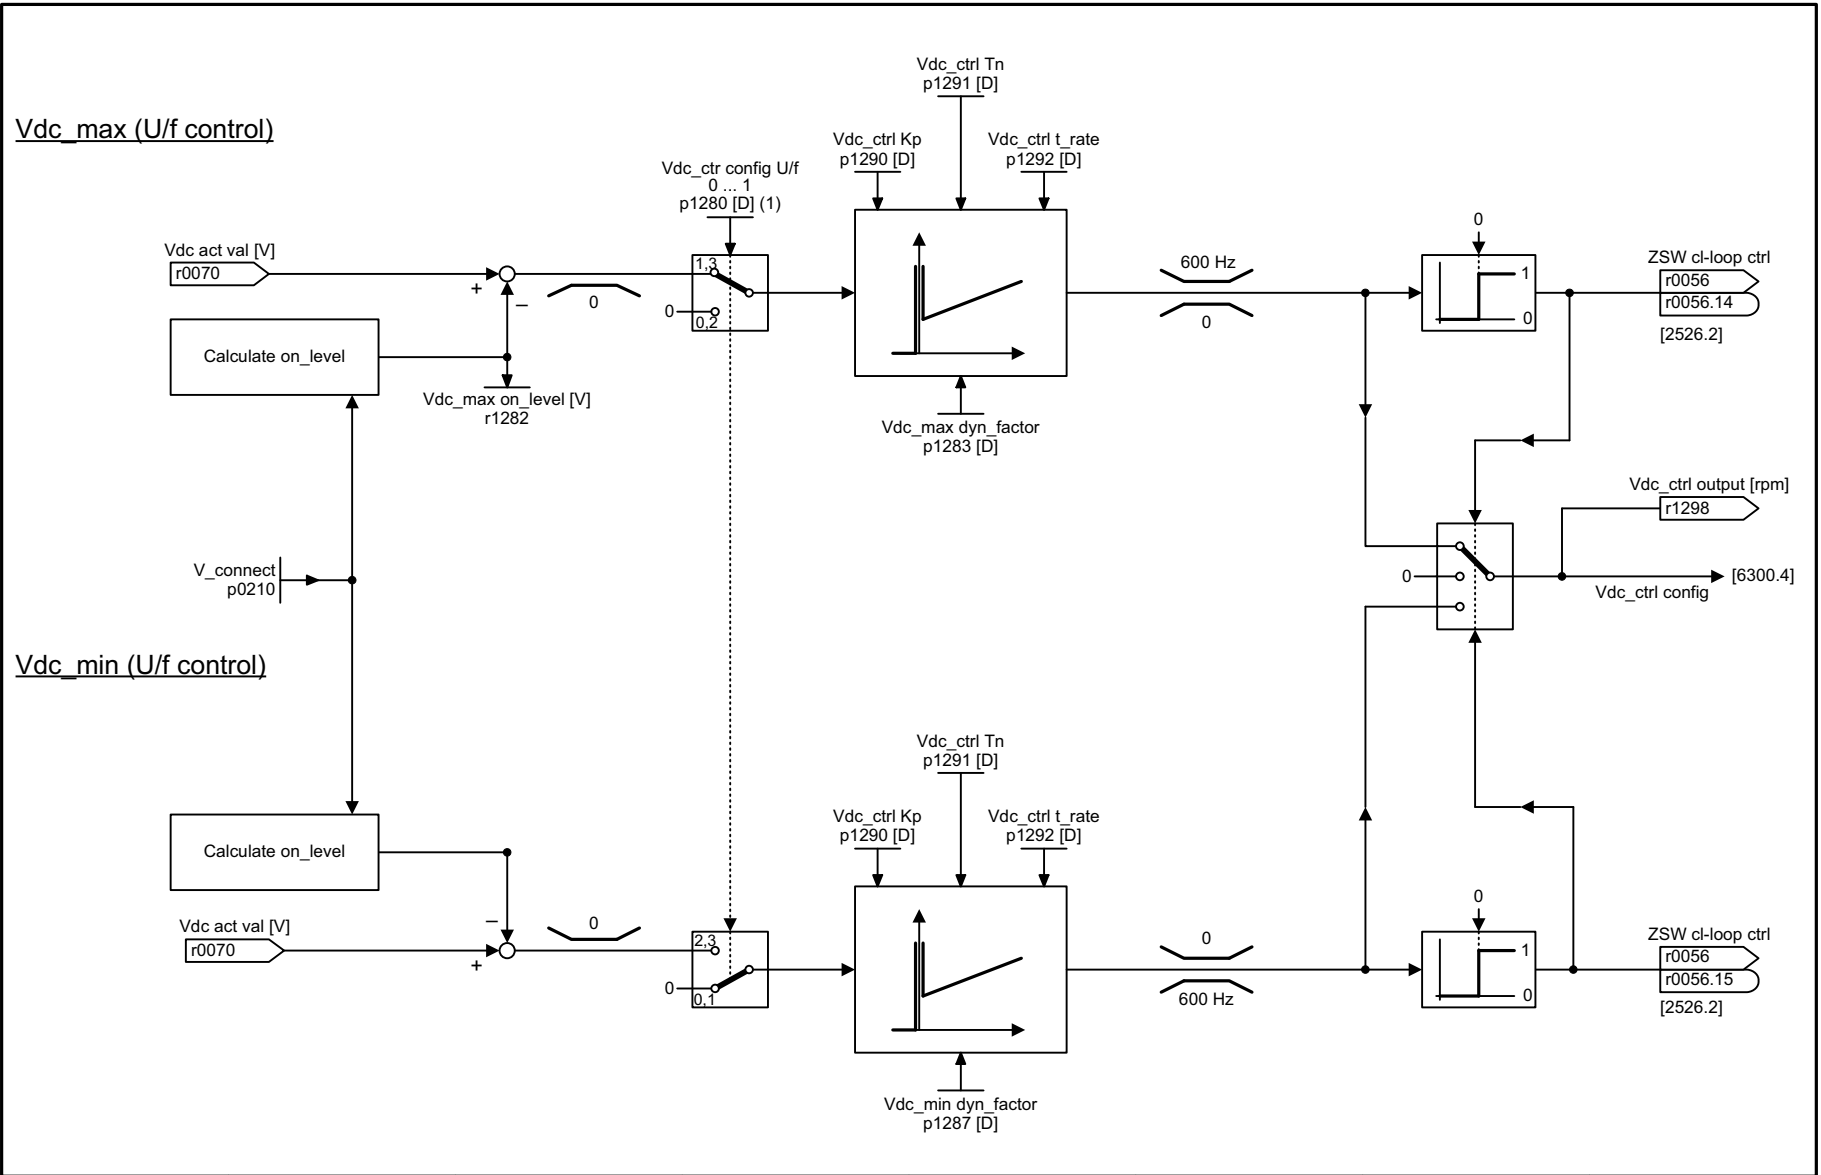 Vdc_max (U/f control)
Vdc_ctrl Tn
p1291 [D]
Vdc_ctrl Kp
p1290 [D]
Vdc_ctrl t_rate
p1292 [D]
Vdc_ctr config U/f
0 ... 1
p1280 [D] (1)
Vdc act val [V]
r0070
+
–
0
1,3
0
0,2
600 Hz
0
0
1
0
ZSW cl-loop ctrl
r0056
r0056.14
[2526.2]
Calculate on_level
Vdc_max on_level [V]
r1282
Vdc_max dyn_factor
p1283 [D]
Vdc_ctrl output [rpm]
r1298
V_connect
p0210
0
[6300.4]
Vdc_ctrl config
Vdc_min (U/f control)
Vdc_ctrl Tn
p1291 [D]
Vdc_ctrl Kp
p1290 [D]
Vdc_ctrl t_rate
p1292 [D]
Calculate on_level
Vdc act val [V]
r0070
–
+
0
2,3
0
0,1
0
600 Hz
0
1
0
ZSW cl-loop ctrl
r0056
r0056.15
[2526.2]
Vdc_min dyn_factor
p1287 [D]